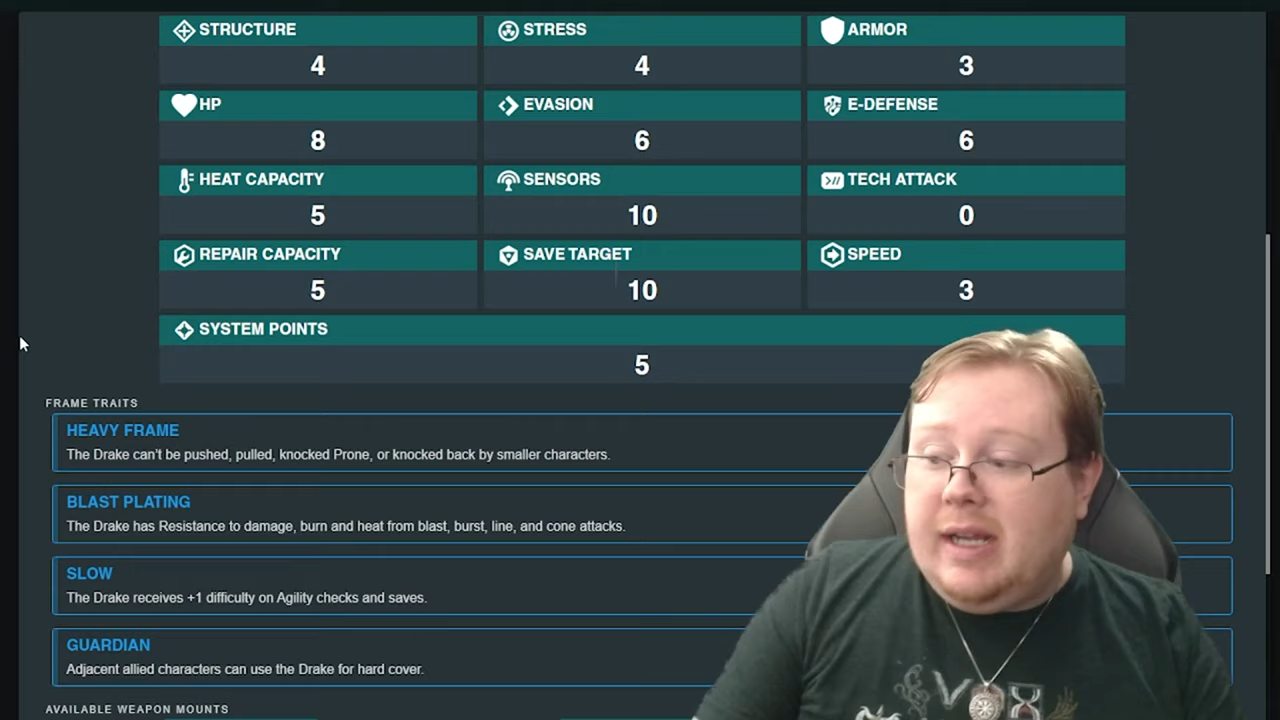 STRUCTURE STRESS ARMOR
4 4 3
HP EVASION E-DEFENSE
8 6 6
HEAT CAPACITY SENSORS TECH ATTACK
5 10 0
REPAIR CAPACITY SAVE TARGET SPEED
5 10 3
SYSTEM POINTS
5
FRAME TRAITS
HEAVY FRAME
The Drake can't be pushed, pulled, knocked Prone, or knocked back by smaller characters.
BLAST PLATING
The Drake has Resistance to damage, burn and heat from blast, burst, line, and cone attacks.
SLOW
The Drake receives +1 difficulty on Agility checks and saves.
GUARDIAN
Adjacent allied characters can use the Drake for hard cover.
AVAILABLE WEAPON MOUNTS